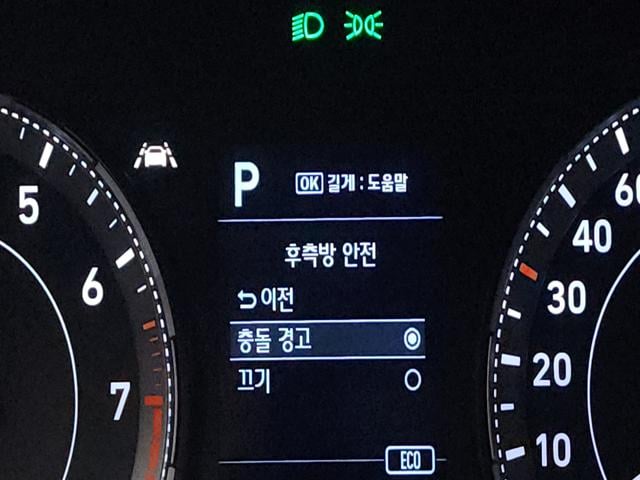 P
OK 길게 : 도움말
후측방 안전
이전
충돌 경고
끄기
ECO
5
6
7
60
40
30
20
10